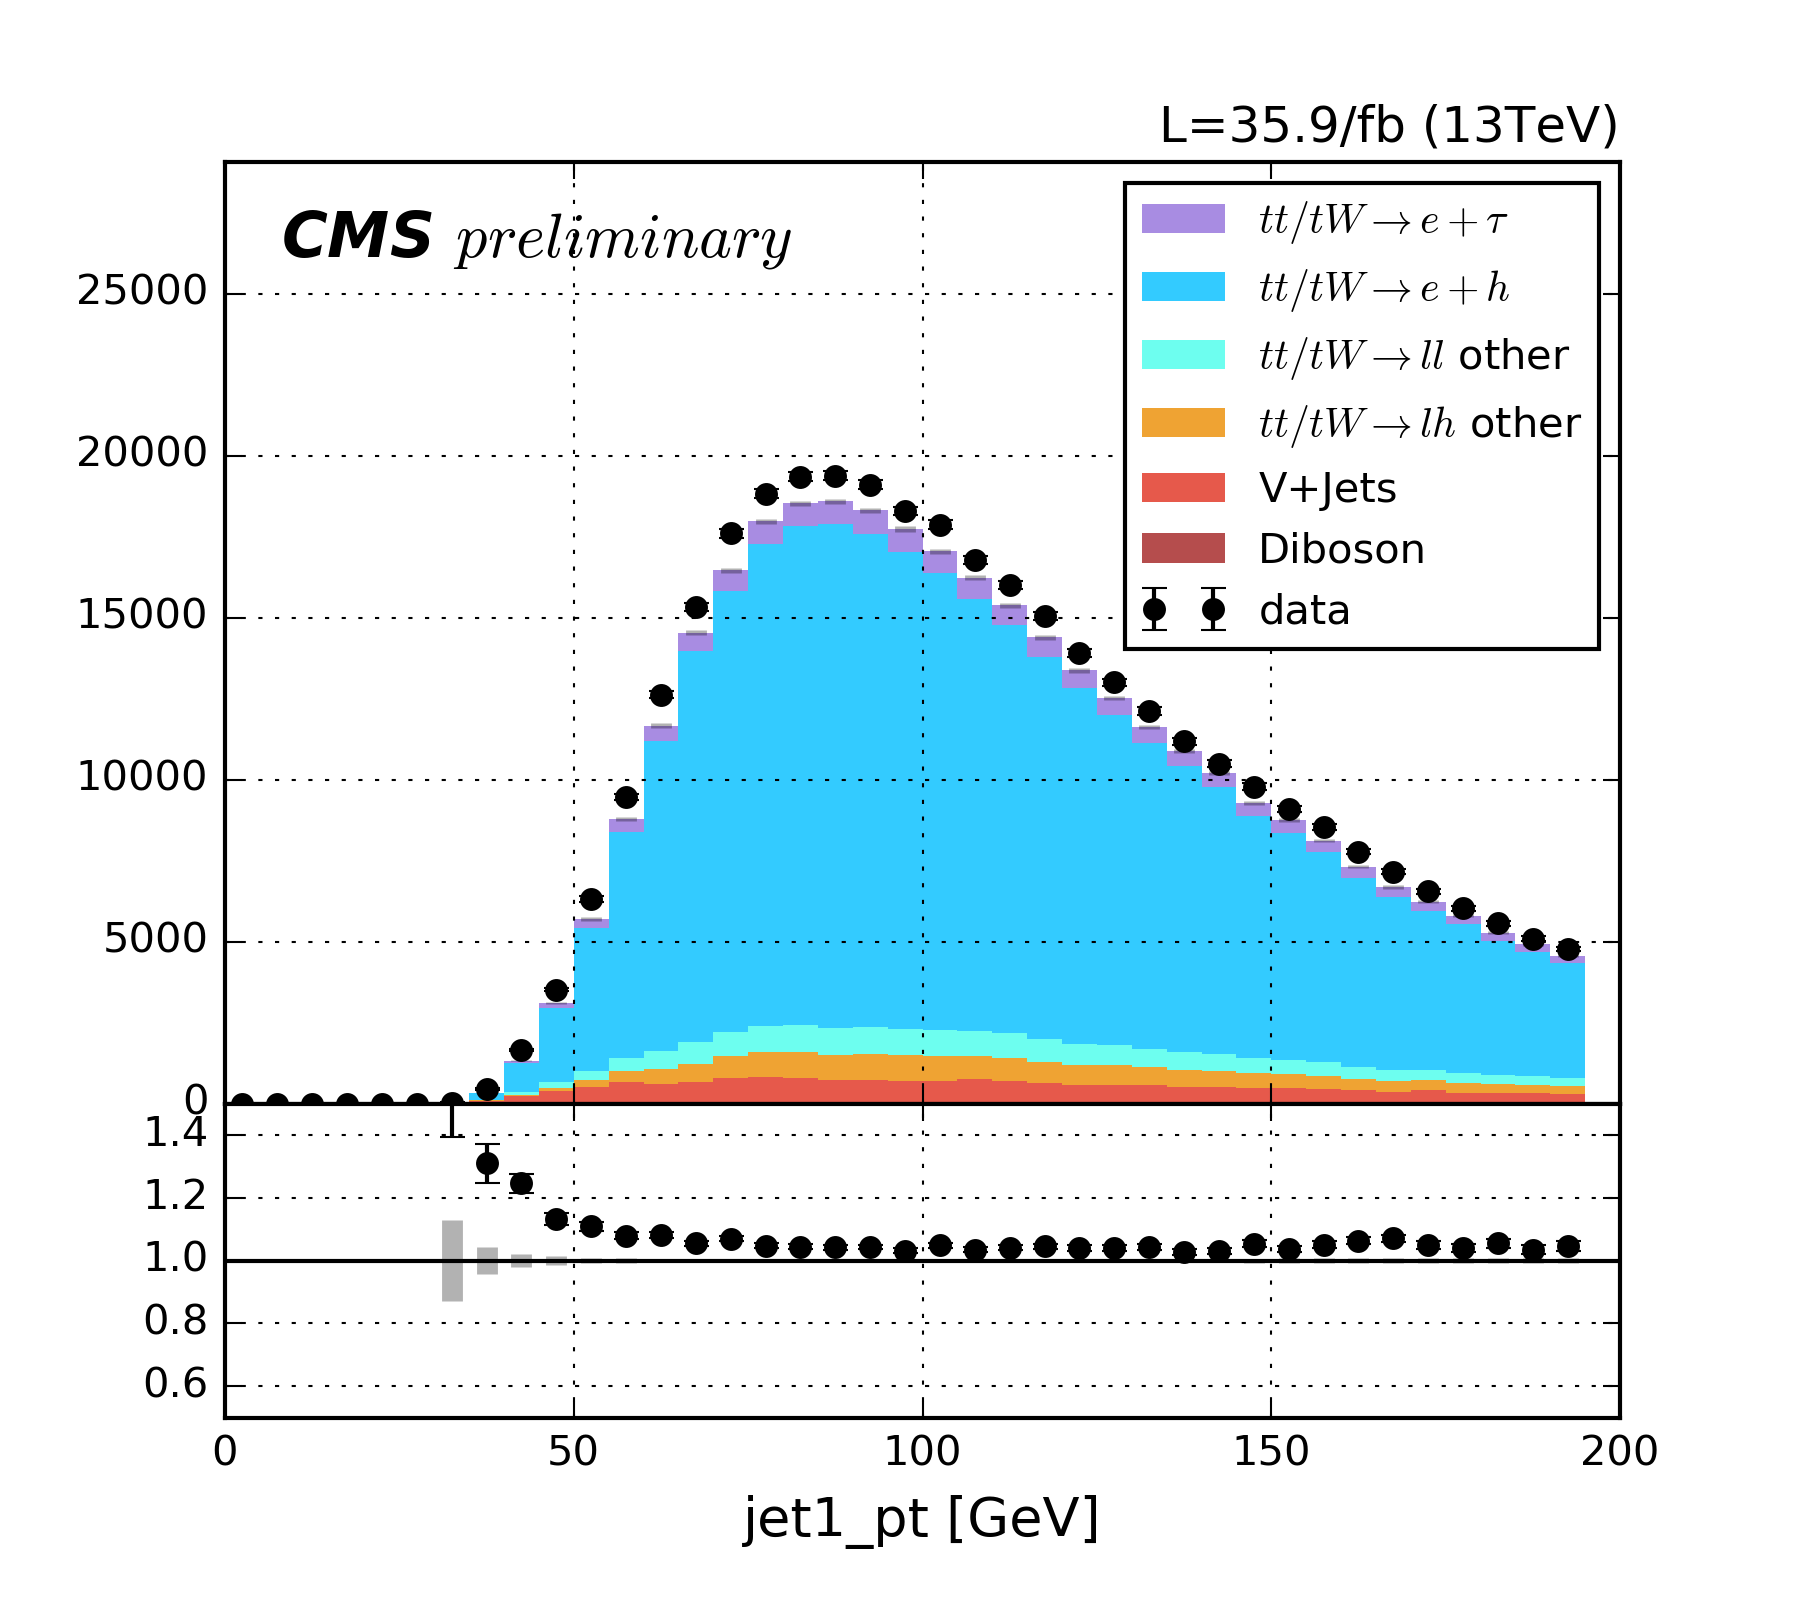 L=35.9/fb (13TeV)
CMS preliminary
tt/tW→e+τ
tt/tW→e+h
tt/tW→ll other
tt/tW→lh other
V+Jets
Diboson
data
25000
20000
15000
10000
5000
0
1.4
1.2
1.0
0.8
0.6
0 50 100 150 200
jet1_pt [GeV]